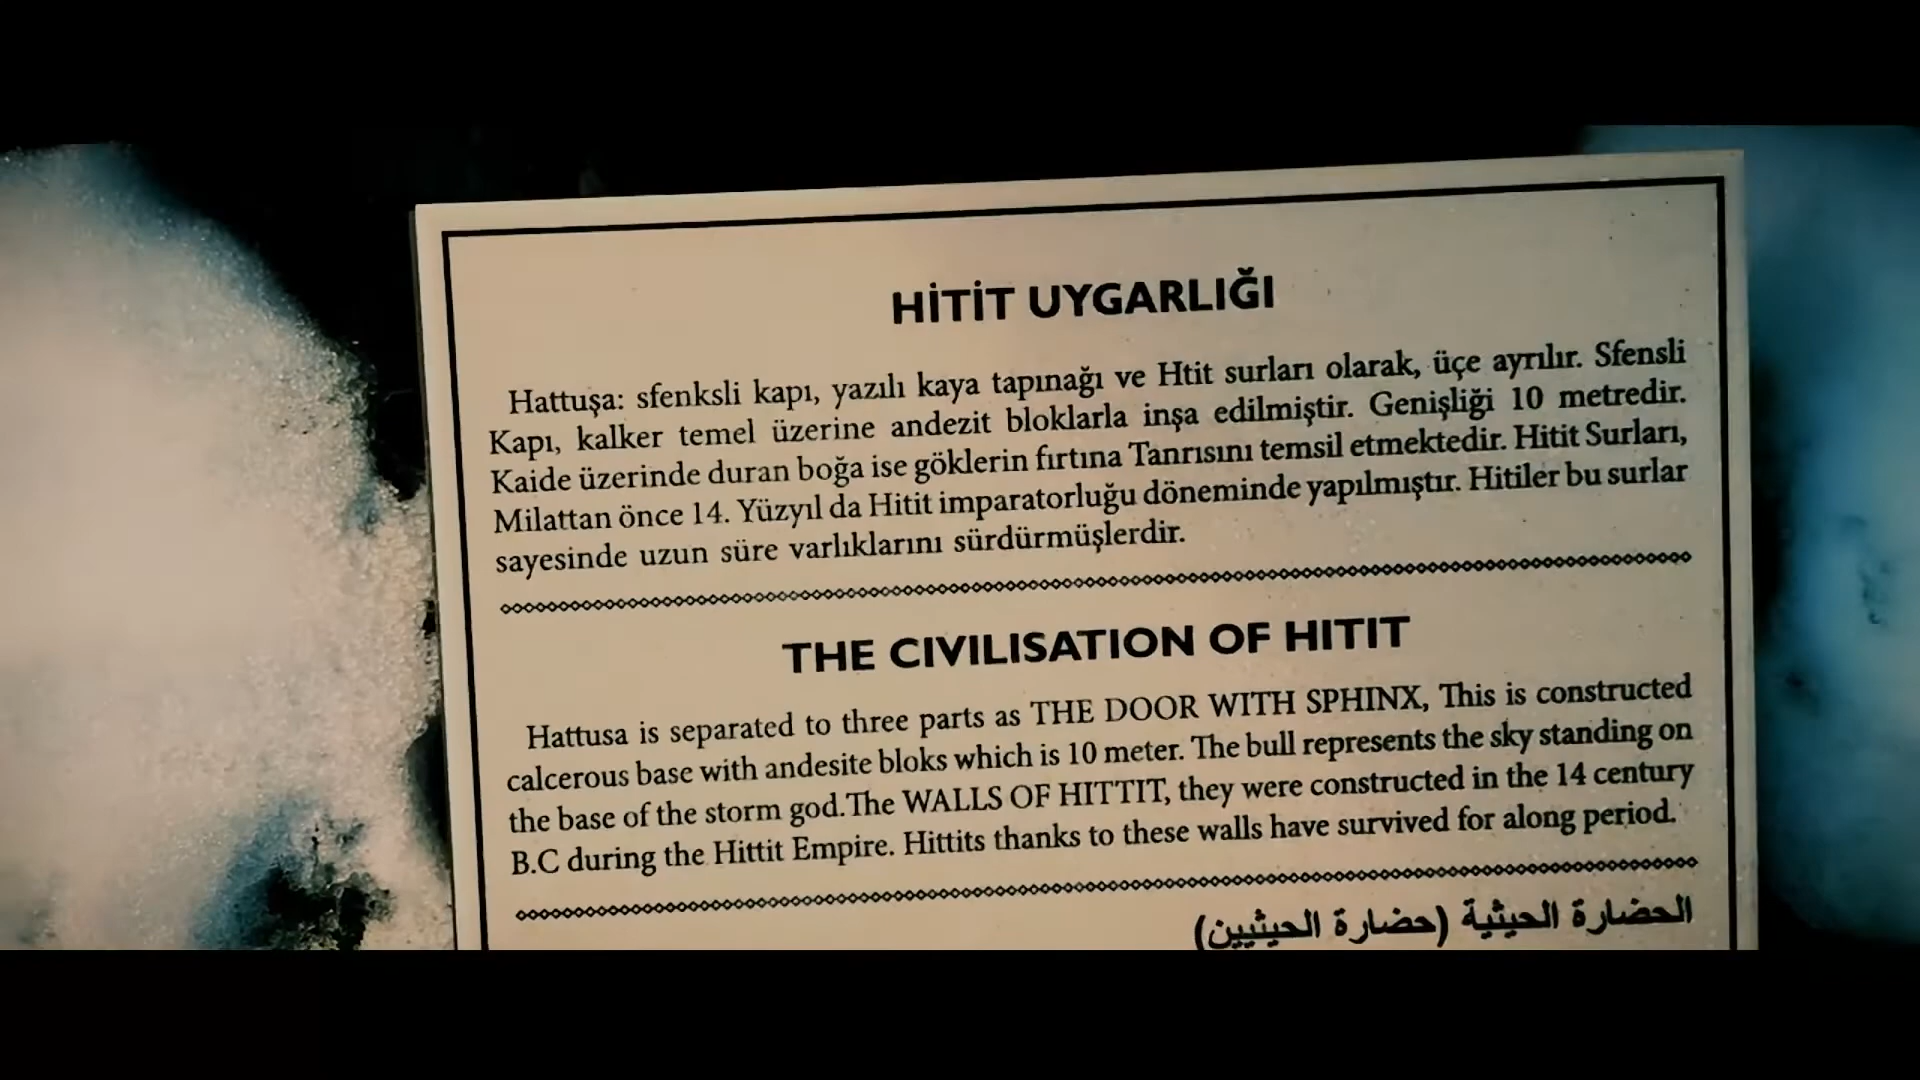 HİTİT UYGARLIĞI
Hattuşa: sfenksli kapı, yazılı kaya tapınağı ve Htit surları olarak, üçe ayrılır. Sfensli
Kapı, kalker temel üzerine andezit bloklarla inşa edilmiştir. Genişliği 10 metredir.
Kaide üzerinde duran boğa ise göklerin fırtına Tanrısını temsil etmektedir. Hitit Surları,
Milattan önce 14. Yüzyıl da Hitit imparatorluğu döneminde yapılmıştır. Hitiler bu surlar
sayesinde uzun süre varlıklarını sürdürmüşlerdir.
THE CIVILISATION OF HITIT
Hattusa is separated to three parts as THE DOOR WITH SPHINX, This is constructed
calcerous base with andesite bloks which is 10 meter. The bull represents the sky standing on
the base of the storm god.The WALLS OF HITTIT, they were constructed in the 14 century
B.C during the Hittit Empire. Hittits thanks to these walls have survived for along period.
الحضارة الحيثية (حضارة الحيثيين)